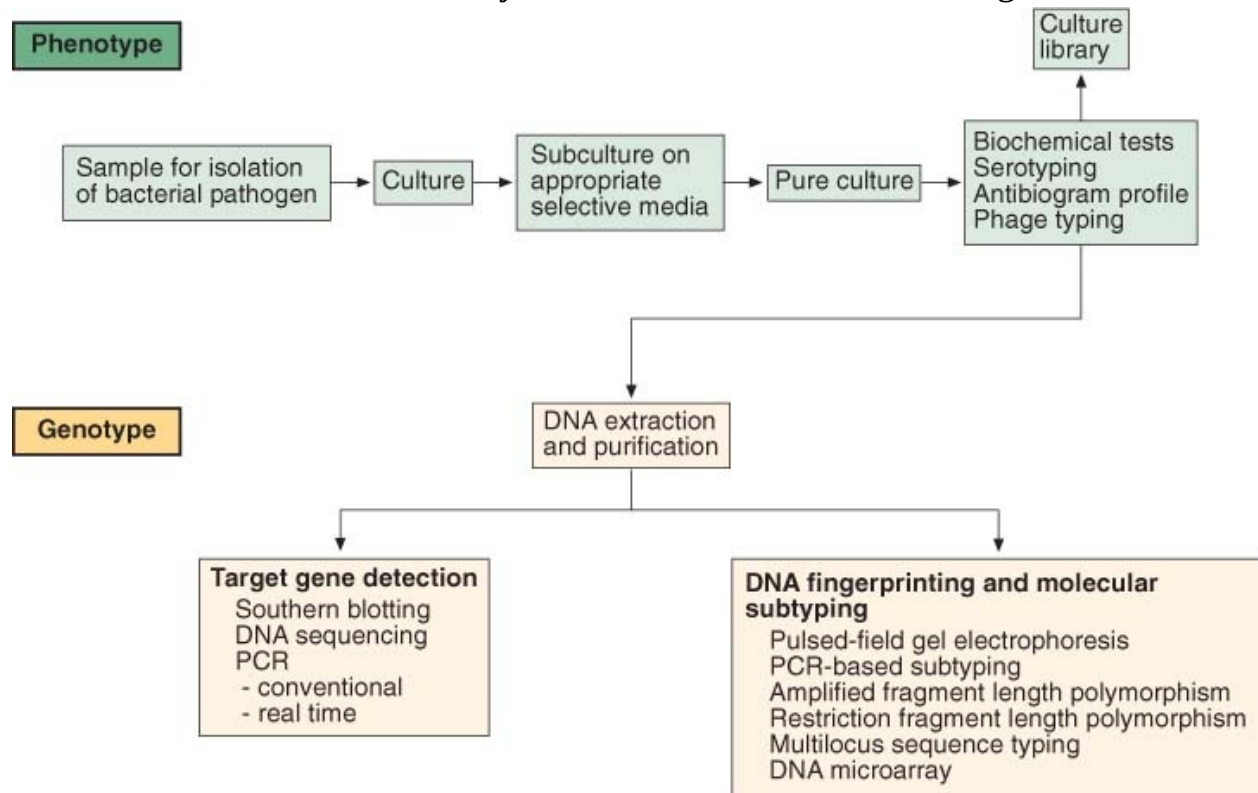 Phenotype
Culture
library
Sample for isolation
of bacterial pathogen
Culture
Subculture on
appropriate
selective media
Pure culture
Biochemical tests
Serotyping
Antibiogram profile
Phage typing
Genotype
DNA extraction
and purification
Target gene detection
Southern blotting
DNA sequencing
PCR
- conventional
- real time
DNA fingerprinting and molecular
subtyping
Pulsed-field gel electrophoresis
PCR-based subtyping
Amplified fragment length polymorphism
Restriction fragment length polymorphism
Multilocus sequence typing
DNA microarray